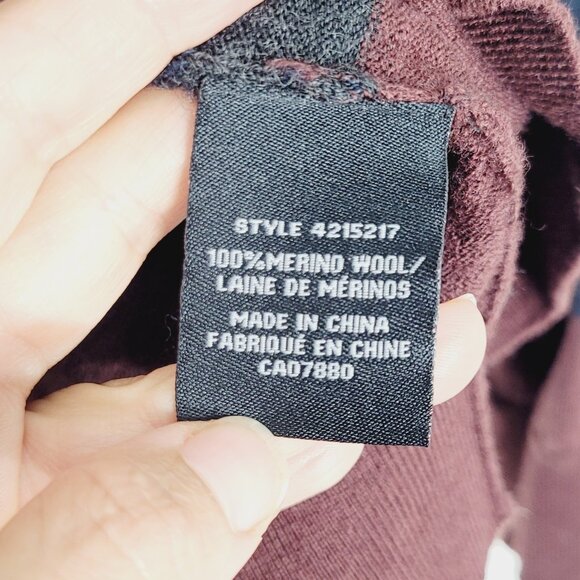 STYLE 4215217
100%MERINO WOOL/
LAINE DE MÉRINOS
MADE IN CHINA
FABRIQUÉ EN CHINE
CA07880